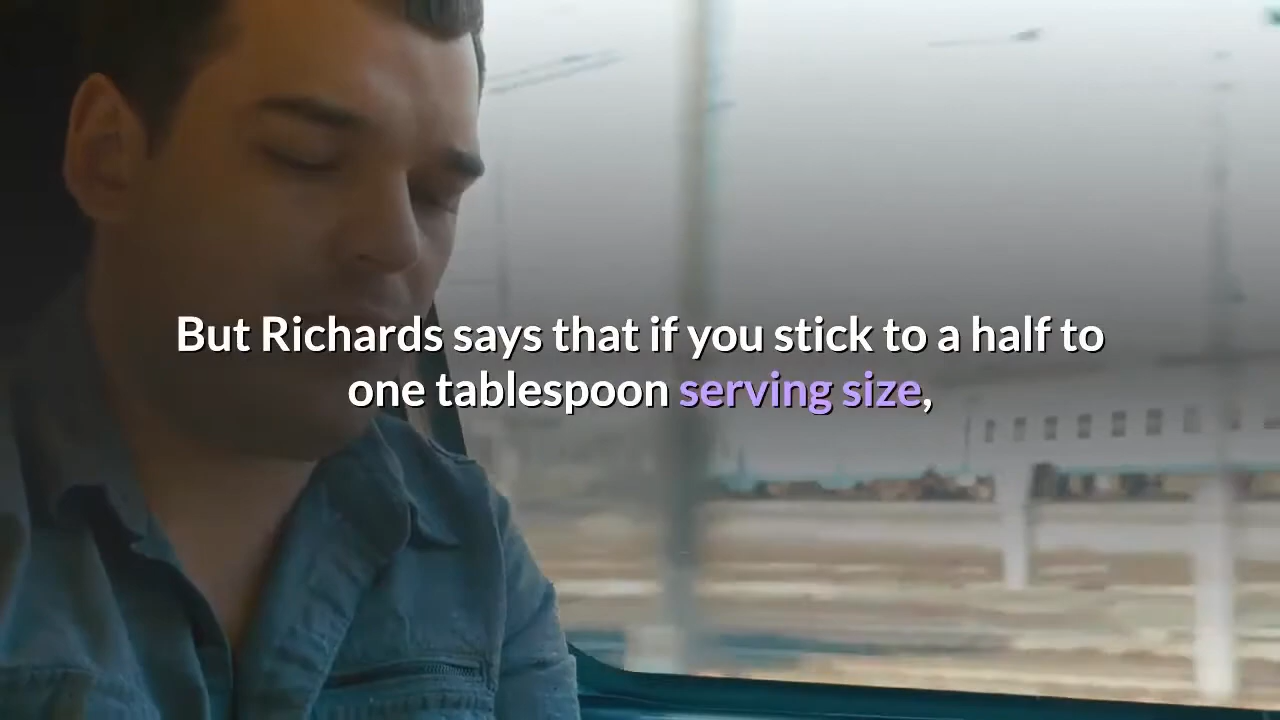 But Richards says that if you stick to a half to
one tablespoon serving size,